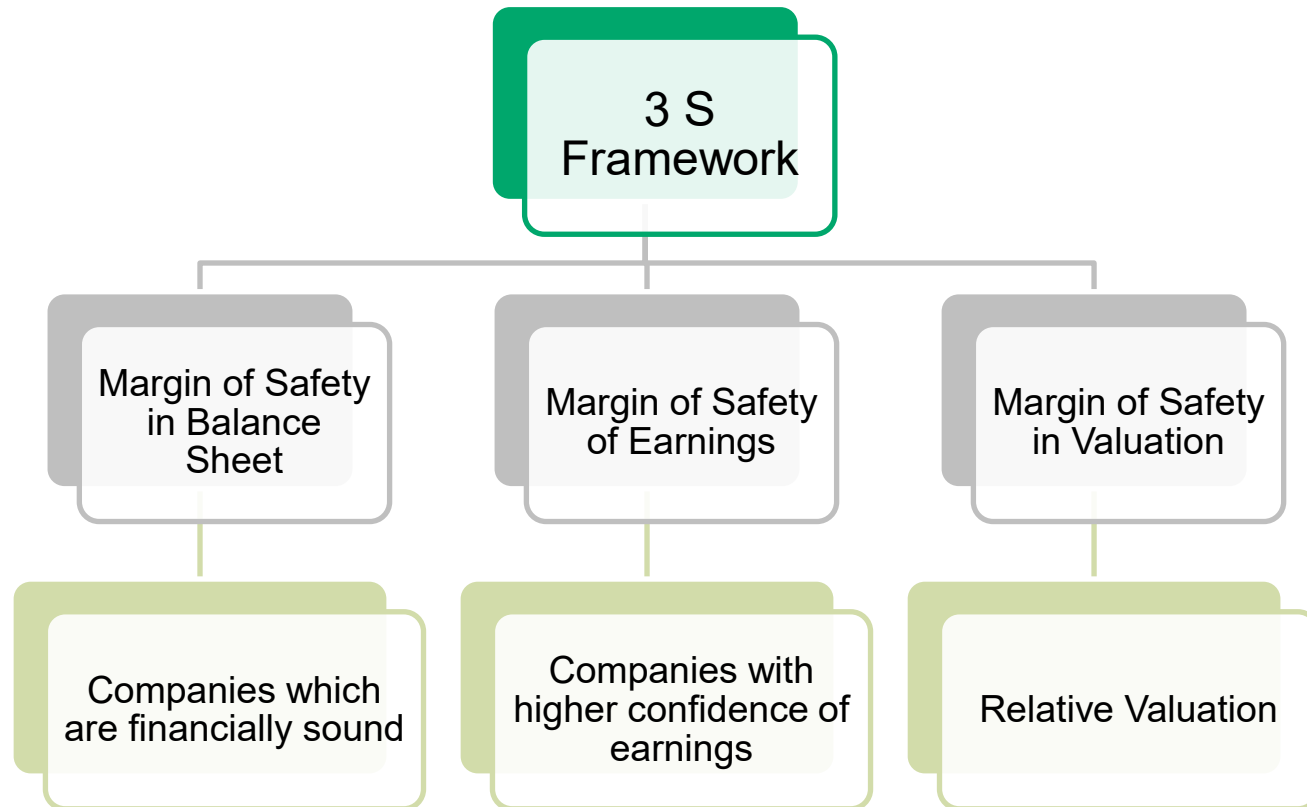 3 S
Framework
Margin of Safety
in Balance
Sheet
Margin of Safety
of Earnings
Margin of Safety
in Valuation
Companies which
are financially sound
Companies with
higher confidence of
earnings
Relative Valuation